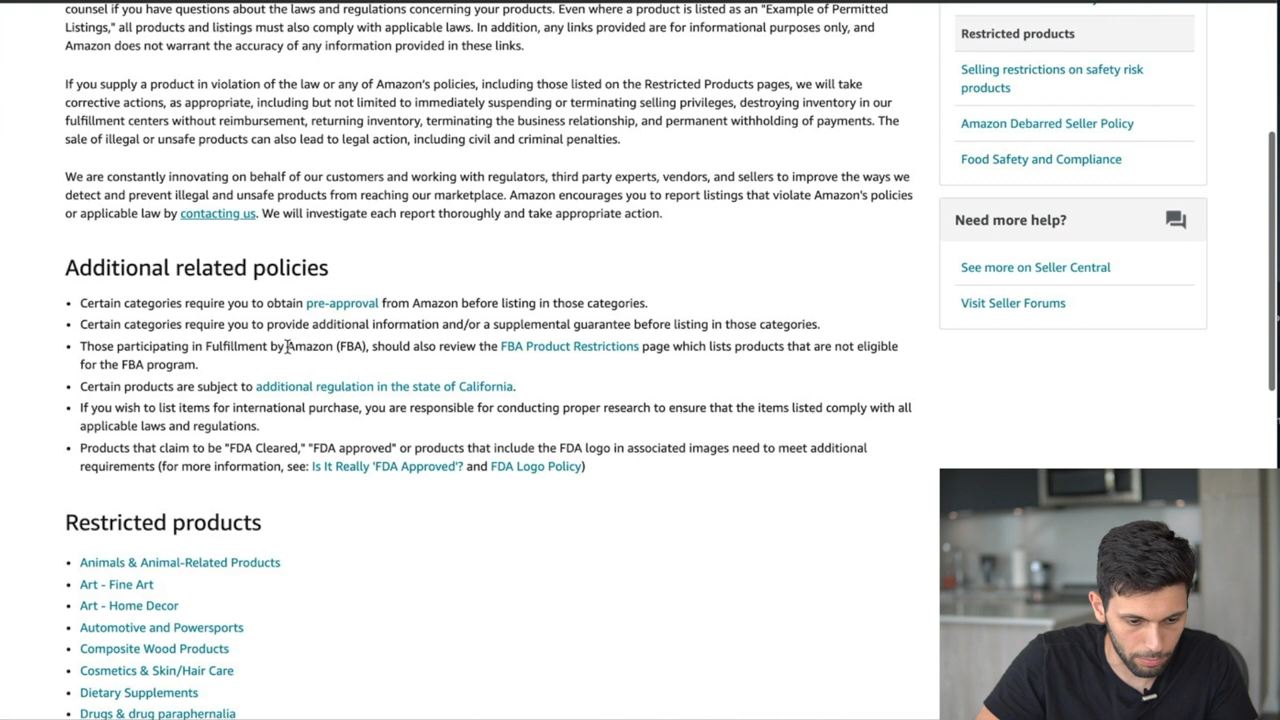 counsel if you have questions about the laws and regulations concerning your products. Even where a product is listed as an "Example of Permitted
Listings," all products and listings must also comply with applicable laws. In addition, any links provided are for informational purposes only, and
Amazon does not warrant the accuracy of any information provided in these links.
If you supply a product in violation of the law or any of Amazon's policies, including those listed on the Restricted Products pages, we will take
corrective actions, as appropriate, including but not limited to immediately suspending or terminating selling privileges, destroying inventory in our
fulfillment centers without reimbursement, returning inventory, terminating the business relationship, and permanent withholding of payments. The
sale of illegal or unsafe products can also lead to legal action, including civil and criminal penalties.
We are constantly innovating on behalf of our customers and working with regulators, third party experts, vendors, and sellers to improve the ways we
detect and prevent illegal and unsafe products from reaching our marketplace. Amazon encourages you to report listings that violate Amazon's policies
or applicable law by contacting us. We will investigate each report thoroughly and take appropriate action.
Additional related policies
• Certain categories require you to obtain pre-approval from Amazon before listing in those categories.
• Certain categories require you to provide additional information and/or a supplemental guarantee before listing in those categories.
• Those participating in Fulfillment by Amazon (FBA), should also review the FBA Product Restrictions page which lists products that are not eligible
for the FBA program.
• Certain products are subject to additional regulation in the state of California.
• If you wish to list items for international purchase, you are responsible for conducting proper research to ensure that the items listed comply with all
applicable laws and regulations.
• Products that claim to be "FDA Cleared," "FDA approved" or products that include the FDA logo in associated images need to meet additional
requirements (for more information, see: Is It Really 'FDA Approved'? and FDA Logo Policy)
Restricted products
• Animals & Animal-Related Products
• Art - Fine Art
• Art - Home Decor
• Automotive and Powersports
• Composite Wood Products
• Cosmetics & Skin/Hair Care
• Dietary Supplements
• Drugs & drug paraphernalia
Restricted products
Selling restrictions on safety risk
products
Amazon Debarred Seller Policy
Food Safety and Compliance
Need more help?
See more on Seller Central
Visit Seller Forums